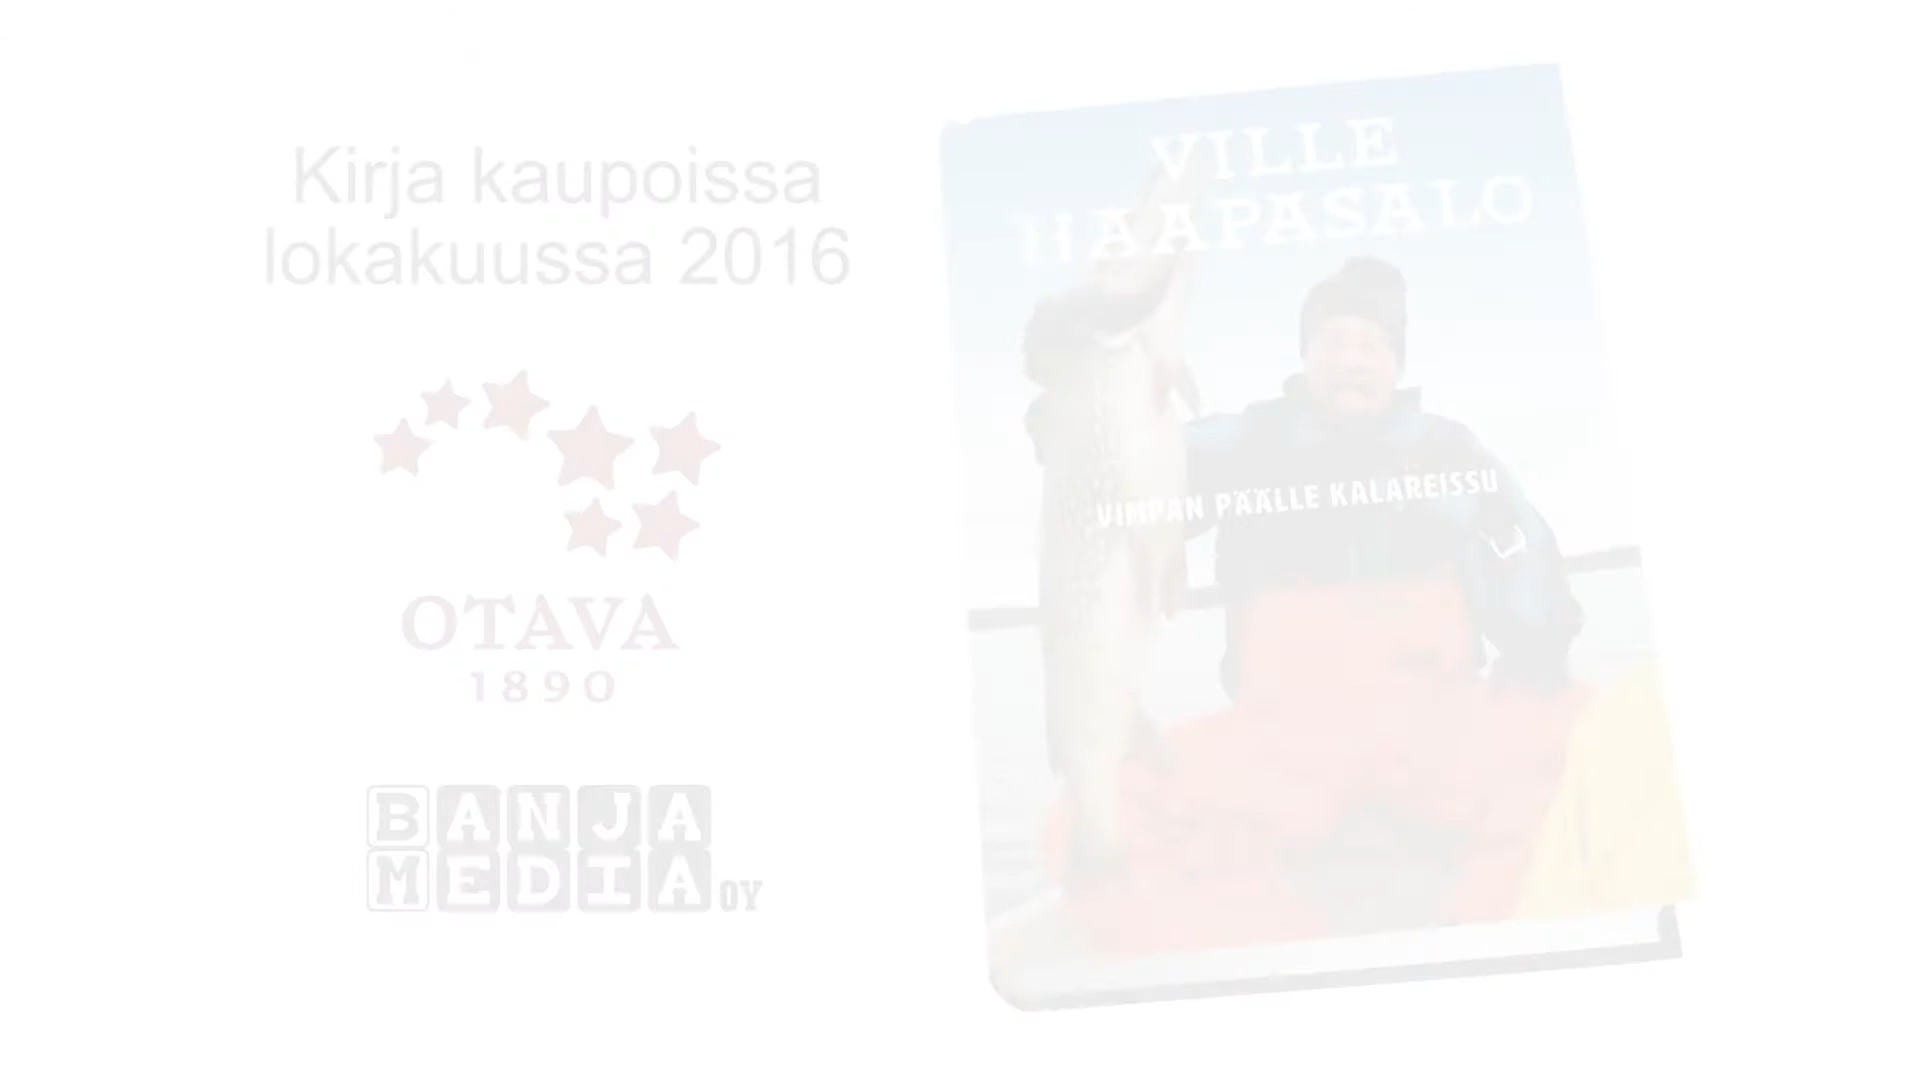 Kirja kaupoissa
lokakuussa 2016
OTAVA
1890
BANJA
MEDIA OY
VILLE
HAAPASALO
VIMPAN PÄÄLLE KALAREISSU